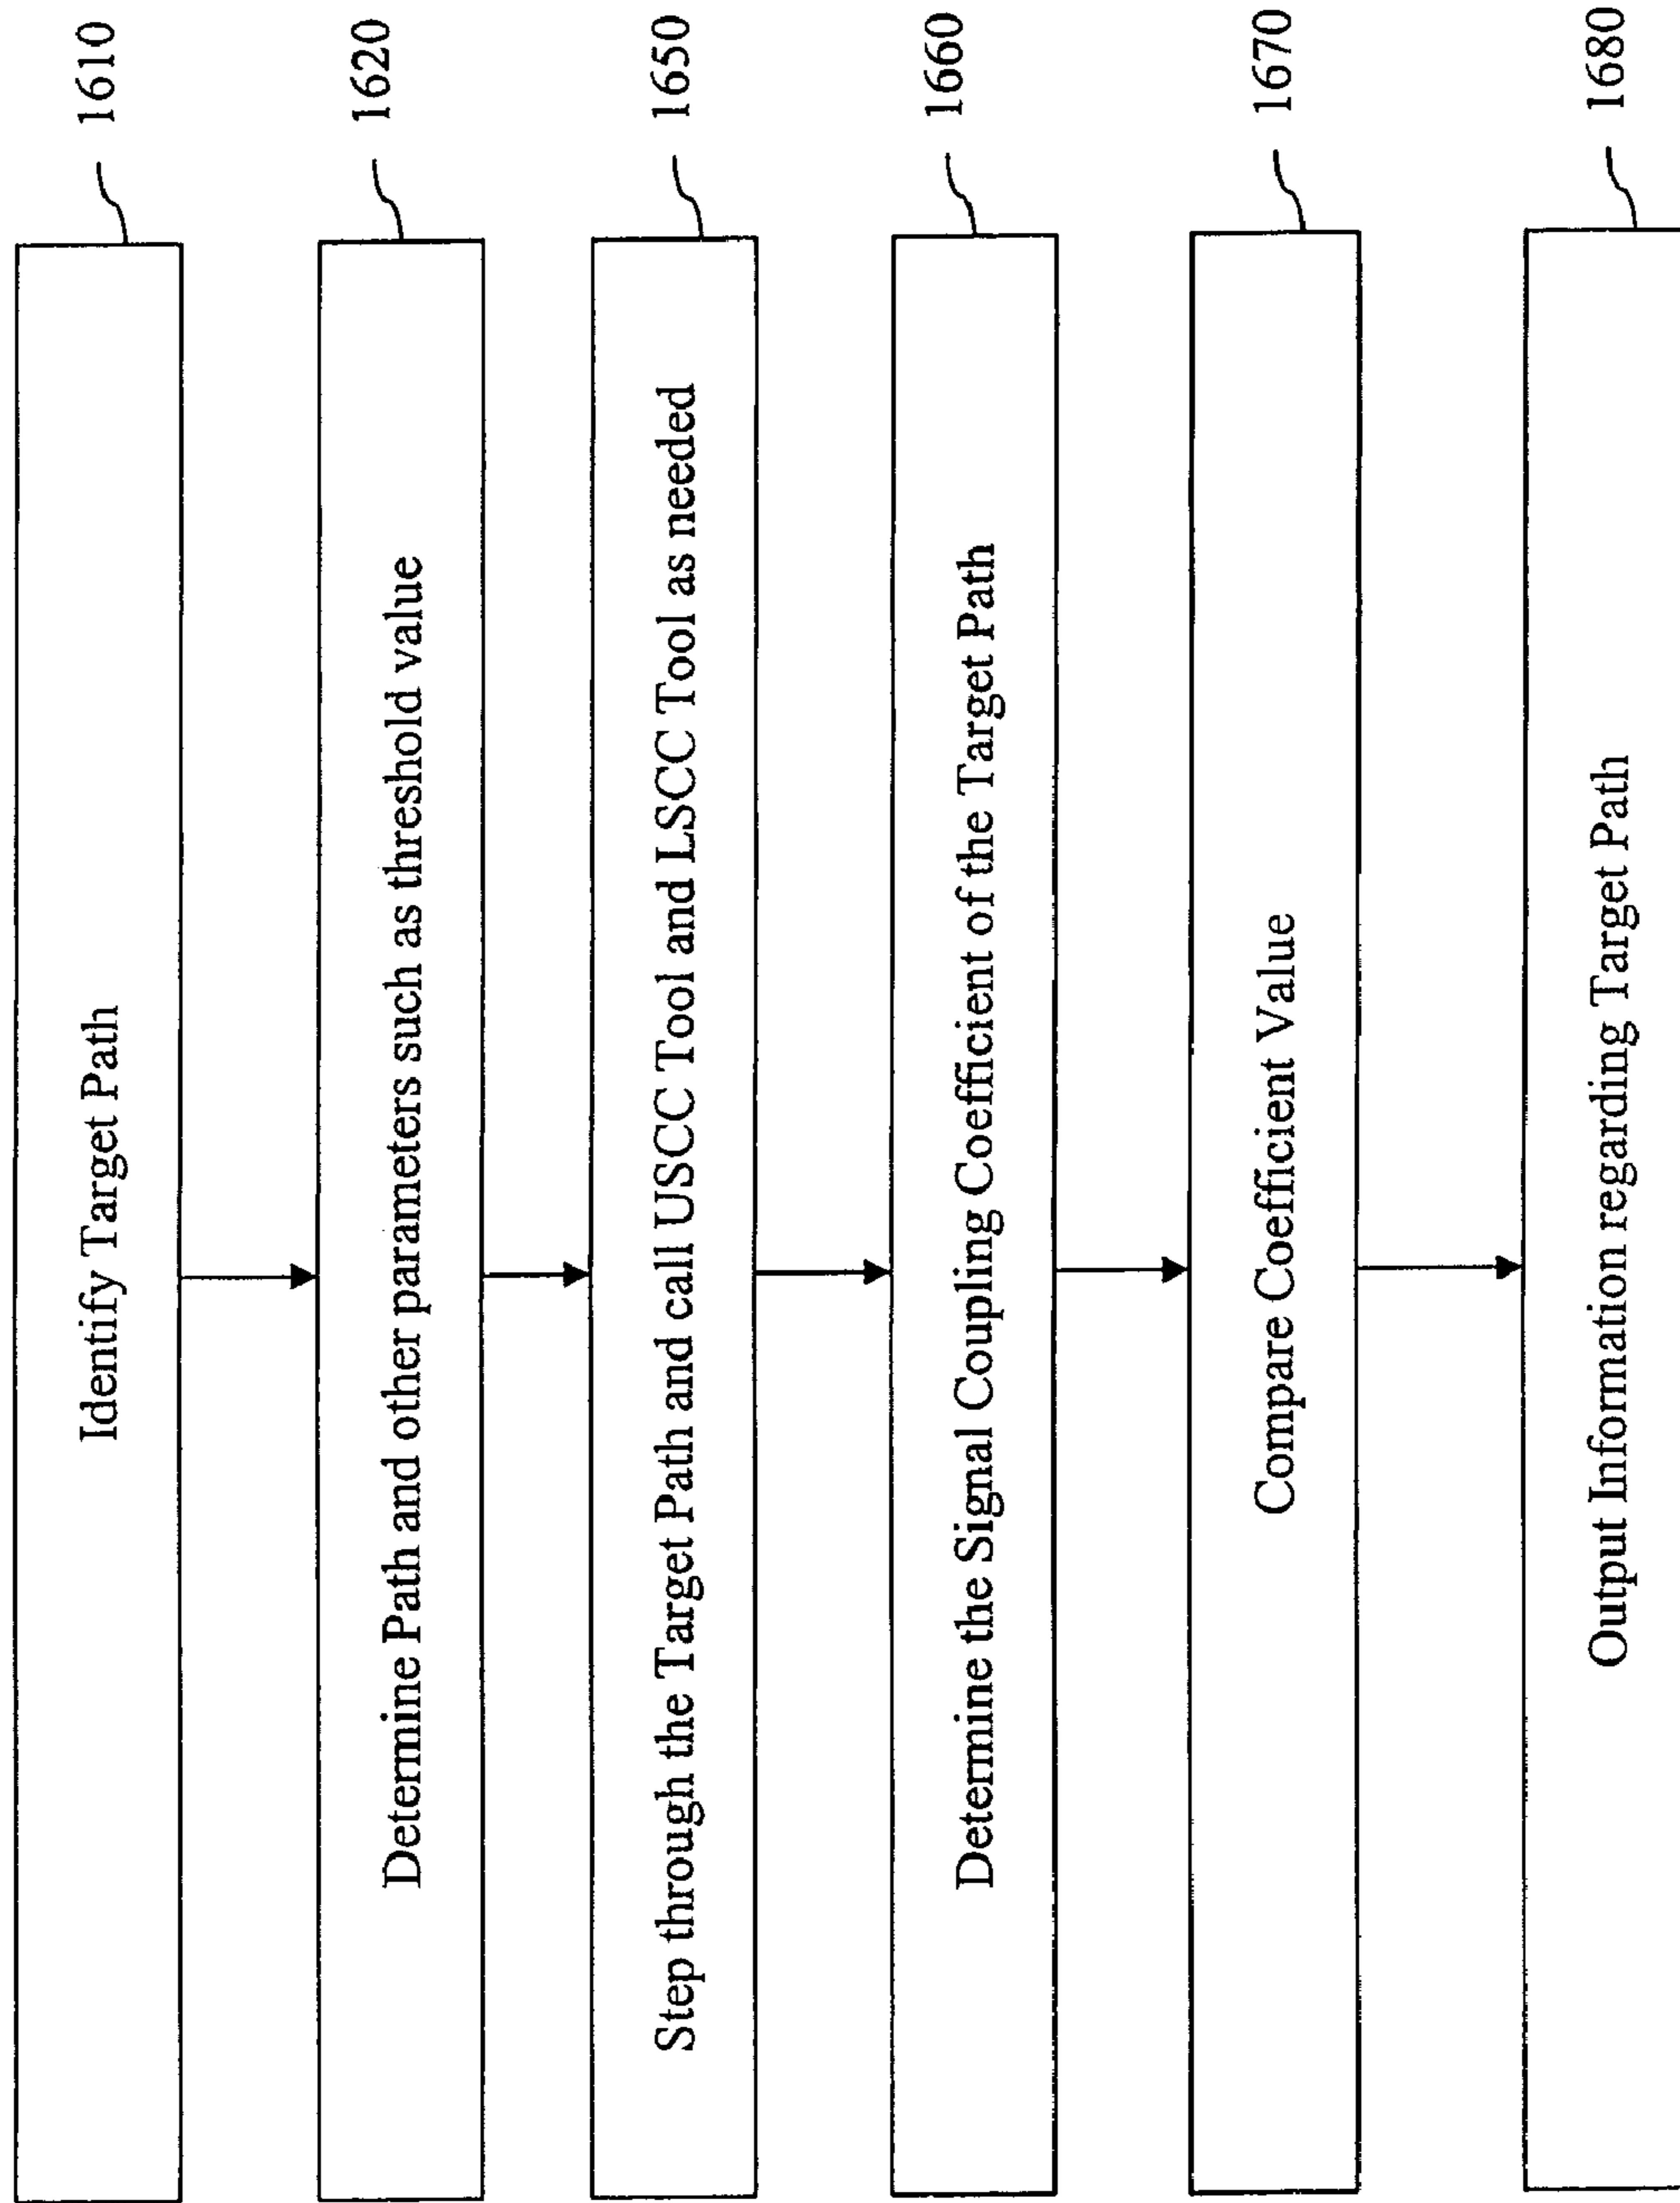 Identify Target Path
1610
Determine Path and other parameters such as threshold value
1620
Step through the Target Path and call USCC Tool and LSCC Tool as needed
1650
Determine the Signal Coupling Coefficient of the Target Path
1660
Compare Coefficient Value
1670
Output Information regarding Target Path
1680